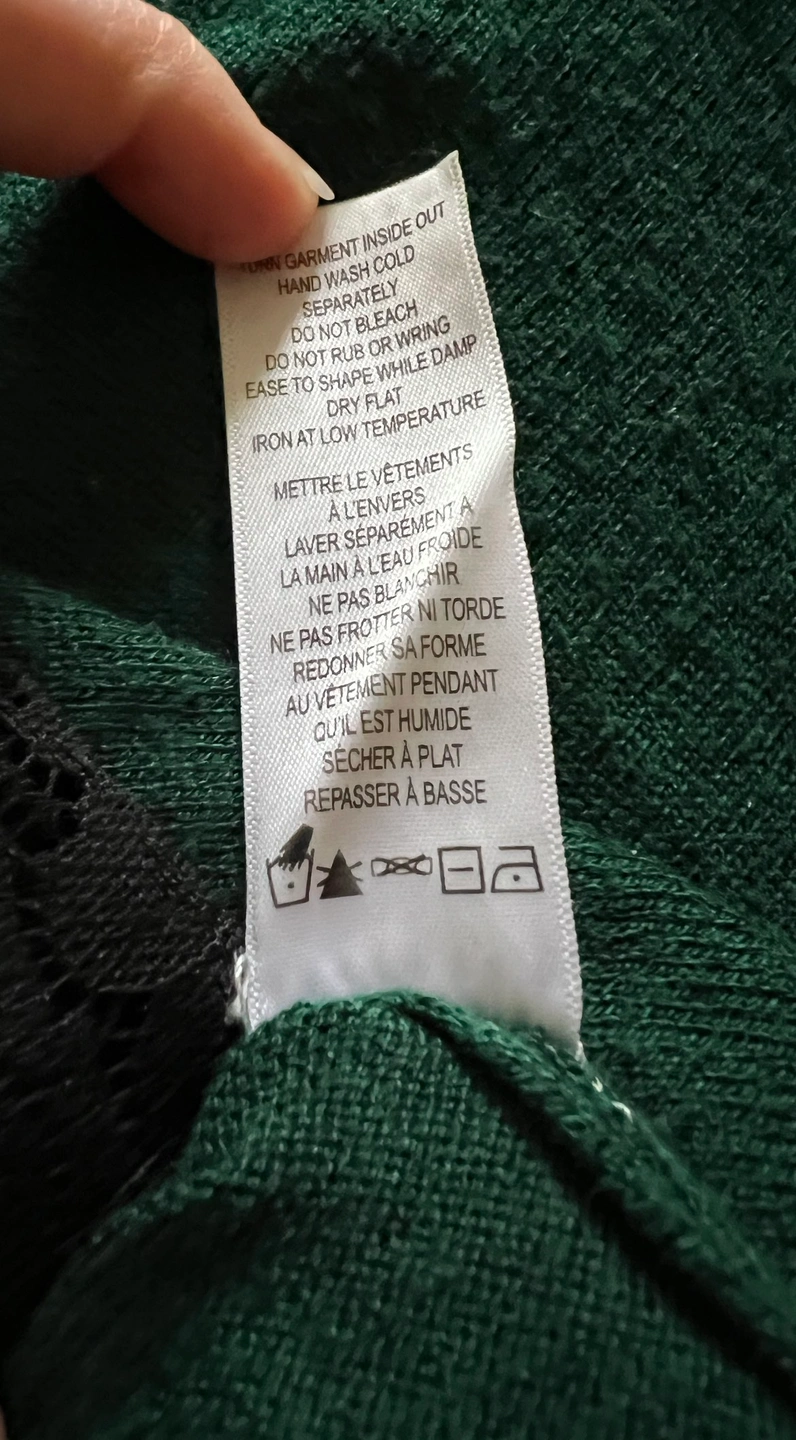 TURN GARMENT INSIDE OUT
HAND WASH COLD
SEPARATELY
DO NOT BLEACH
DO NOT RUB OR WRING
EASE TO SHAPE WHILE DAMP
DRY FLAT
IRON AT LOW TEMPERATURE
METTRE LE VÊTEMENTS
À L'ENVERS
LAVER SÉPARÉMENT À
LA MAIN À L'EAU FROIDE
NE PAS BLANCHIR
NE PAS FROTTER NI TORDE
REDONNER SA FORME
AU VÊTEMENT PENDANT
QU'IL EST HUMIDE
SÉCHER À PLAT
REPASSER À BASSE